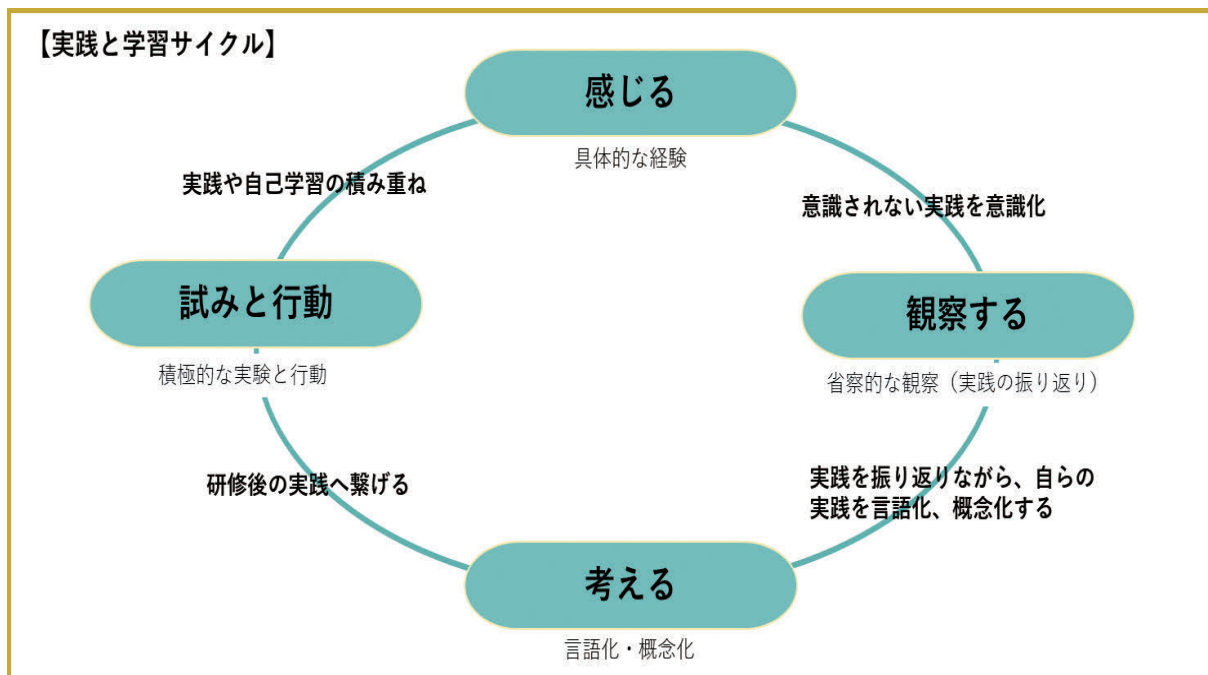 【実践と学習サイクル】
感じる
具体的な経験
実践や自己学習の積み重ね
意識されない実践を意識化
試みと行動
積極的な実験と行動
観察する
省察的な観察（実践の振り返り）
研修後の実践へ繋げる
実践を振り返りながら、自らの
実践を言語化、概念化する
考える
言語化・概念化